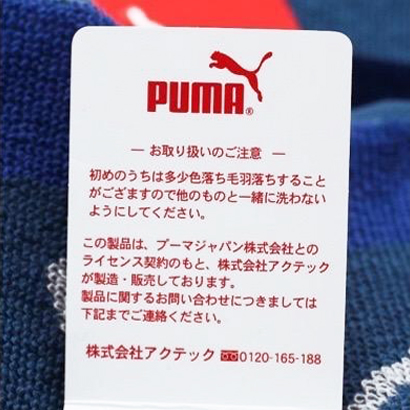 PUMA®
― お取り扱いのご注意 ―
初めのうちは多少色落ち毛羽落ちすること
がござますので他のものと一緒に洗わない
ようにしてください。
この製品は、プーマジャパン株式会社との
ライセンス契約のもと、株式会社アクテック
が製造・販売しております。
製品に関するお問い合わせにつきましては
下記までご連絡ください。
株式会社アクテック 0120-165-188